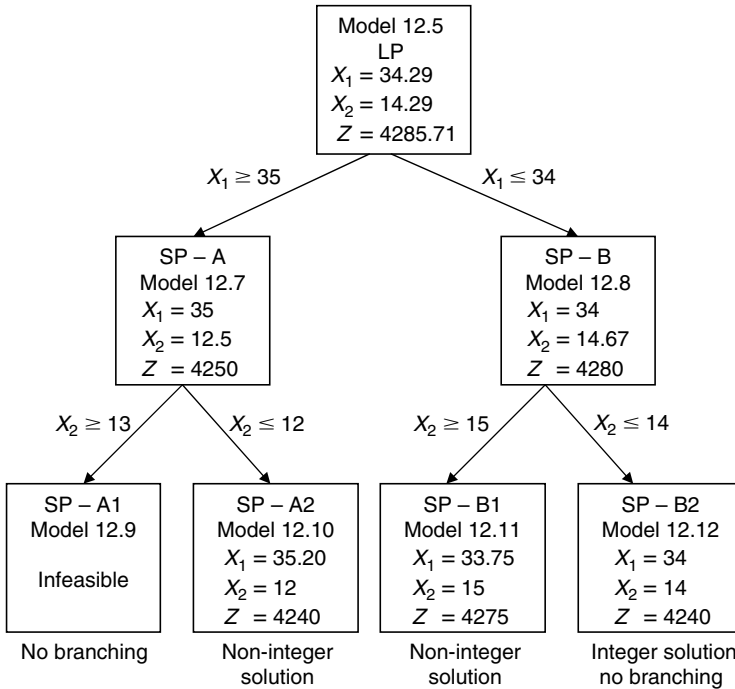 Model 12.5
LP
X₁ = 34.29
X₂ = 14.29
Z = 4285.71
X₁ ≥ 35
X₁ ≤ 34
SP – A
Model 12.7
X₁ = 35
X₂ = 12.5
Z = 4250
SP – B
Model 12.8
X₁ = 34
X₂ = 14.67
Z = 4280
X₂ ≥ 13
X₂ ≤ 12
X₂ ≥ 15
X₂ ≤ 14
SP – A1
Model 12.9
Infeasible
SP – A2
Model 12.10
X₁ = 35.20
X₂ = 12
Z = 4240
SP – B1
Model 12.11
X₁ = 33.75
X₂ = 15
Z = 4275
SP – B2
Model 12.12
X₁ = 34
X₂ = 14
Z = 4240
No branching
Non-integer
solution
Non-integer
solution
Integer solution
no branching